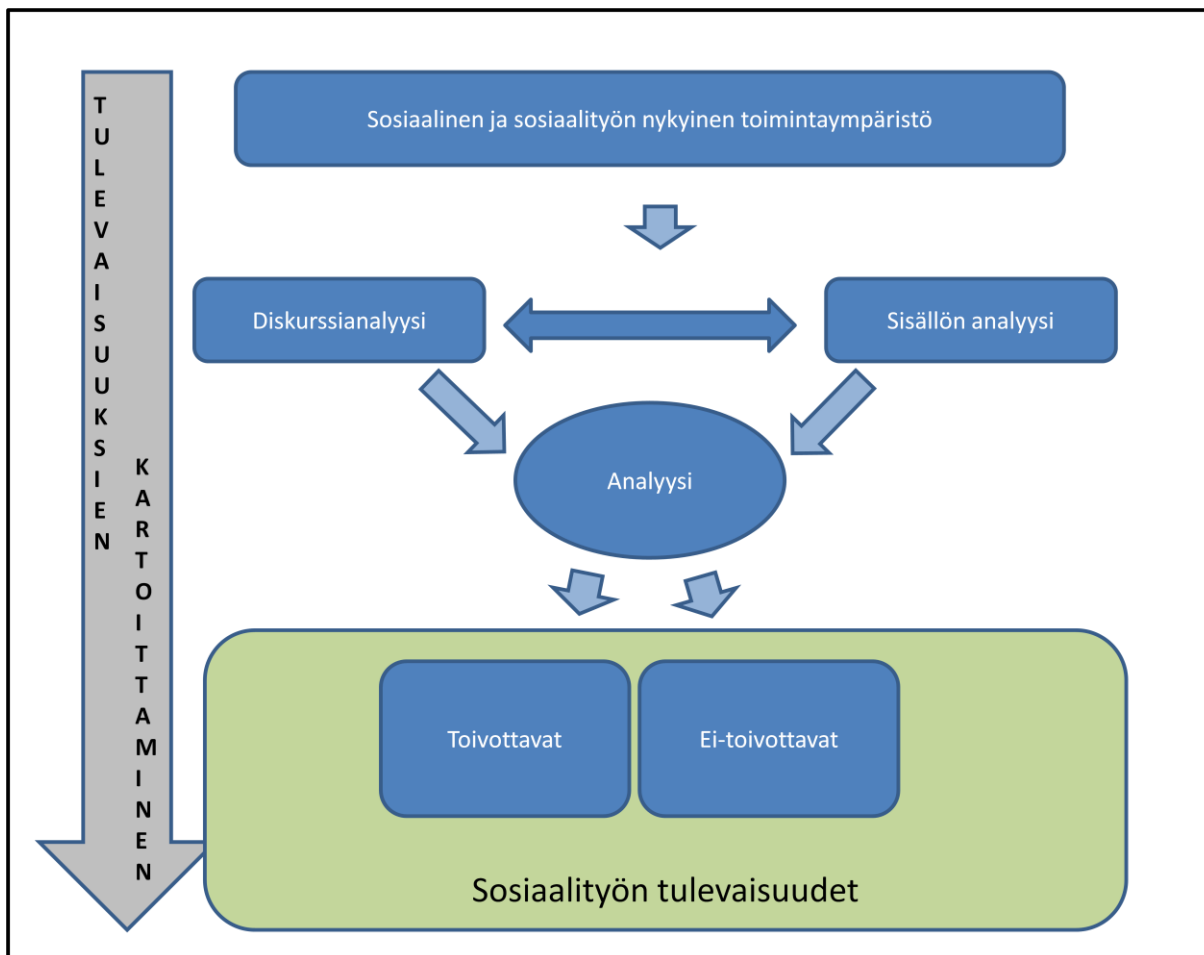 TULEVAISUUKSIEN
KARTOITTAMINEN
Sosiaalinen ja sosiaalityön nykyinen toimintaympäristö
Diskurssianalyysi
Sisällön analyysi
Analyysi
Toivottavat
Ei-toivottavat
Sosiaalityön tulevaisuudet